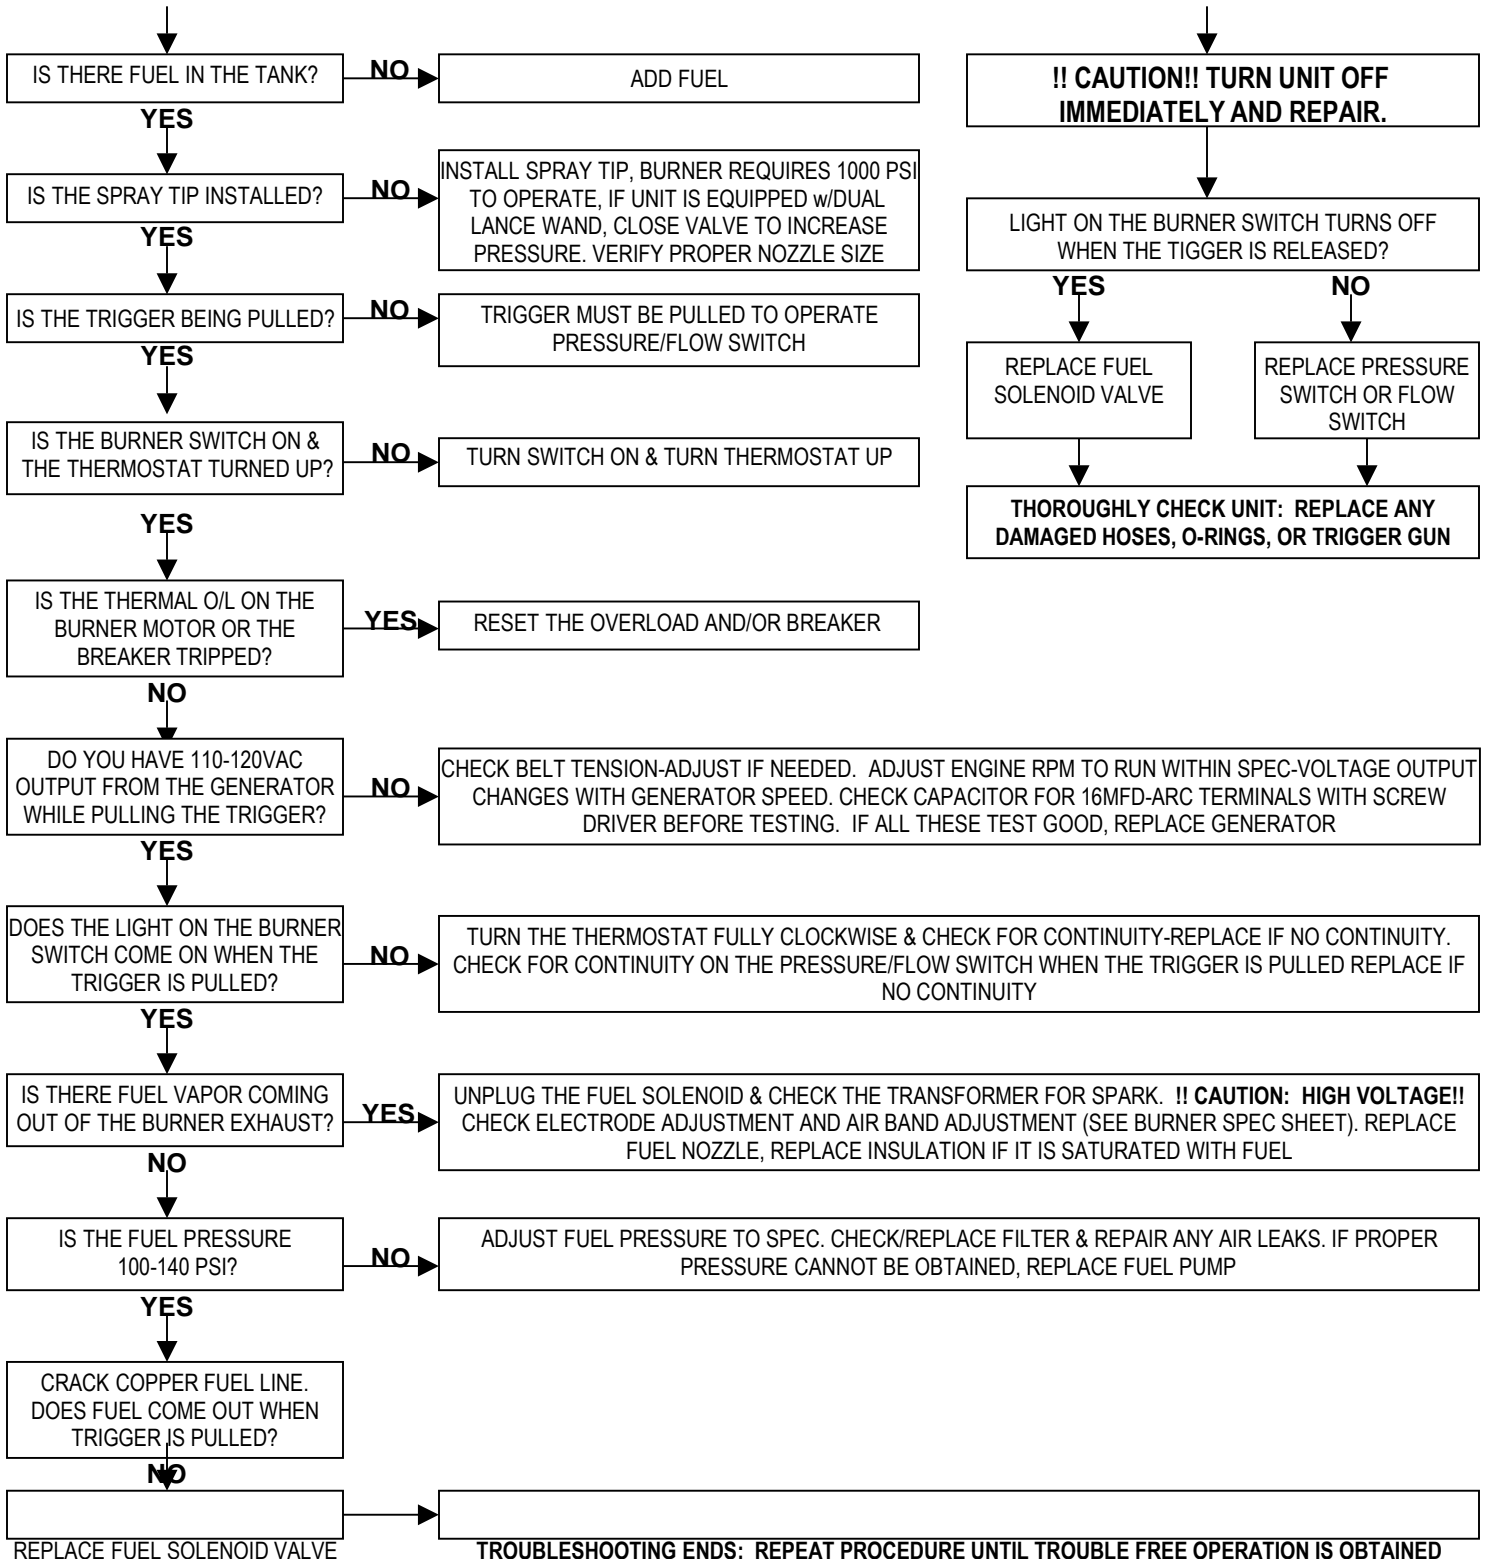 IS THERE FUEL IN THE TANK?
NO
ADD FUEL
YES
IS THE SPRAY TIP INSTALLED?
NO
INSTALL SPRAY TIP, BURNER REQUIRES 1000 PSI
TO OPERATE, IF UNIT IS EQUIPPED w/DUAL
LANCE WAND, CLOSE VALVE TO INCREASE
PRESSURE. VERIFY PROPER NOZZLE SIZE
YES
IS THE TRIGGER BEING PULLED?
NO
TRIGGER MUST BE PULLED TO OPERATE
PRESSURE/FLOW SWITCH
YES
IS THE BURNER SWITCH ON &
THE THERMOSTAT TURNED UP?
NO
TURN SWITCH ON & TURN THERMOSTAT UP
YES
IS THE THERMAL O/L ON THE
BURNER MOTOR OR THE
BREAKER TRIPPED?
YES
RESET THE OVERLOAD AND/OR BREAKER
NO
DO YOU HAVE 110-120VAC
OUTPUT FROM THE GENERATOR
WHILE PULLING THE TRIGGER?
NO
CHECK BELT TENSION-ADJUST IF NEEDED. ADJUST ENGINE RPM TO RUN WITHIN SPEC-VOLTAGE OUTPUT
CHANGES WITH GENERATOR SPEED. CHECK CAPACITOR FOR 16MFD-ARC TERMINALS WITH SCREW
DRIVER BEFORE TESTING. IF ALL THESE TEST GOOD, REPLACE GENERATOR
YES
DOES THE LIGHT ON THE BURNER
SWITCH COME ON WHEN THE
TRIGGER IS PULLED?
NO
TURN THE THERMOSTAT FULLY CLOCKWISE & CHECK FOR CONTINUITY-REPLACE IF NO CONTINUITY.
CHECK FOR CONTINUITY ON THE PRESSURE/FLOW SWITCH WHEN THE TRIGGER IS PULLED REPLACE IF
NO CONTINUITY
YES
IS THERE FUEL VAPOR COMING
OUT OF THE BURNER EXHAUST?
YES
UNPLUG THE FUEL SOLENOID & CHECK THE TRANSFORMER FOR SPARK. !! CAUTION: HIGH VOLTAGE!!
CHECK ELECTRODE ADJUSTMENT AND AIR BAND ADJUSTMENT (SEE BURNER SPEC SHEET). REPLACE
FUEL NOZZLE, REPLACE INSULATION IF IT IS SATURATED WITH FUEL
NO
IS THE FUEL PRESSURE
100-140 PSI?
NO
ADJUST FUEL PRESSURE TO SPEC. CHECK/REPLACE FILTER & REPAIR ANY AIR LEAKS. IF PROPER
PRESSURE CANNOT BE OBTAINED, REPLACE FUEL PUMP
YES
CRACK COPPER FUEL LINE.
DOES FUEL COME OUT WHEN
TRIGGER IS PULLED?
NO
REPLACE FUEL SOLENOID VALVE
TROUBLESHOOTING ENDS: REPEAT PROCEDURE UNTIL TROUBLE FREE OPERATION IS OBTAINED
!! CAUTION!! TURN UNIT OFF
IMMEDIATELY AND REPAIR.
LIGHT ON THE BURNER SWITCH TURNS OFF
WHEN THE TIGGER IS RELEASED?
YES
NO
REPLACE FUEL
SOLENOID VALVE
REPLACE PRESSURE
SWITCH OR FLOW
SWITCH
THOROUGHLY CHECK UNIT: REPLACE ANY
DAMAGED HOSES, O-RINGS, OR TRIGGER GUN